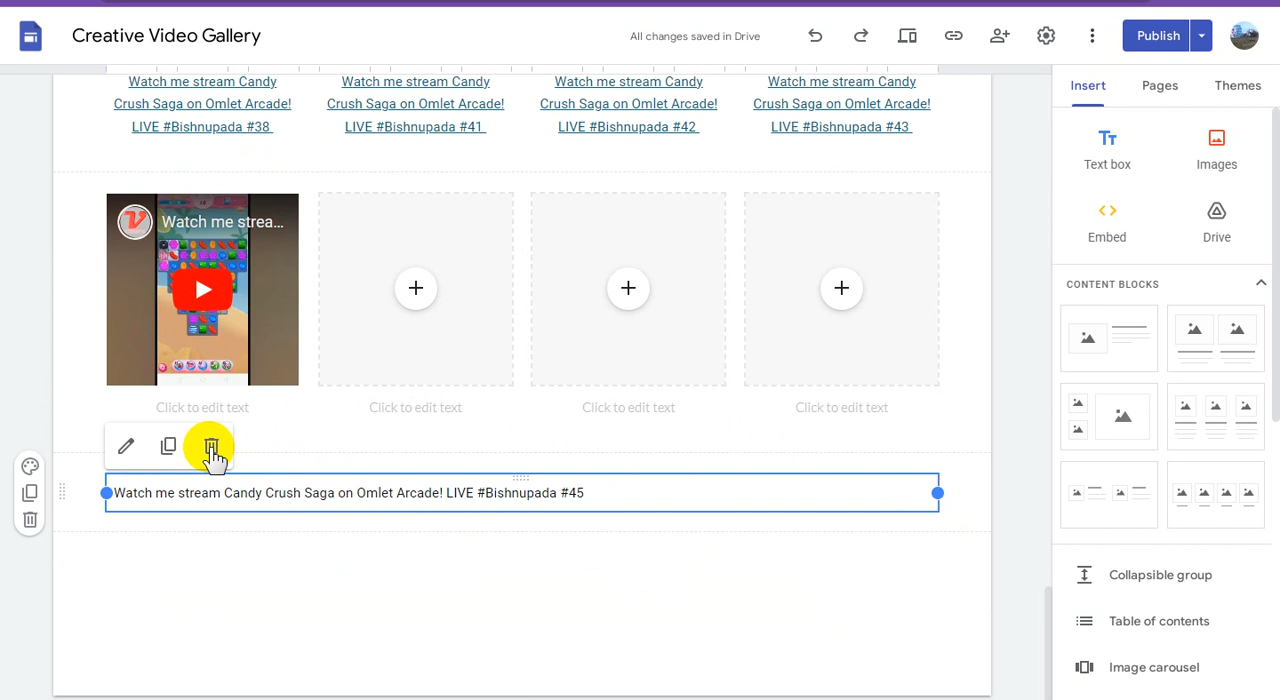 Creative Video Gallery
All changes saved in Drive
Publish
Insert
Pages
Themes
Watch me stream Candy
Crush Saga on Omlet Arcade!
LIVE #Bishnupada #38
Watch me stream Candy
Crush Saga on Omlet Arcade!
LIVE #Bishnupada #41
Watch me stream Candy
Crush Saga on Omlet Arcade!
LIVE #Bishnupada #42
Watch me stream Candy
Crush Saga on Omlet Arcade!
LIVE #Bishnupada #43
Watch me strea...
Click to edit text
Click to edit text
Click to edit text
Click to edit text
Watch me stream Candy Crush Saga on Omlet Arcade! LIVE #Bishnupada #45
Tt
Text box
Images
Embed
Drive
CONTENT BLOCKS
Collapsible group
Table of contents
Image carousel